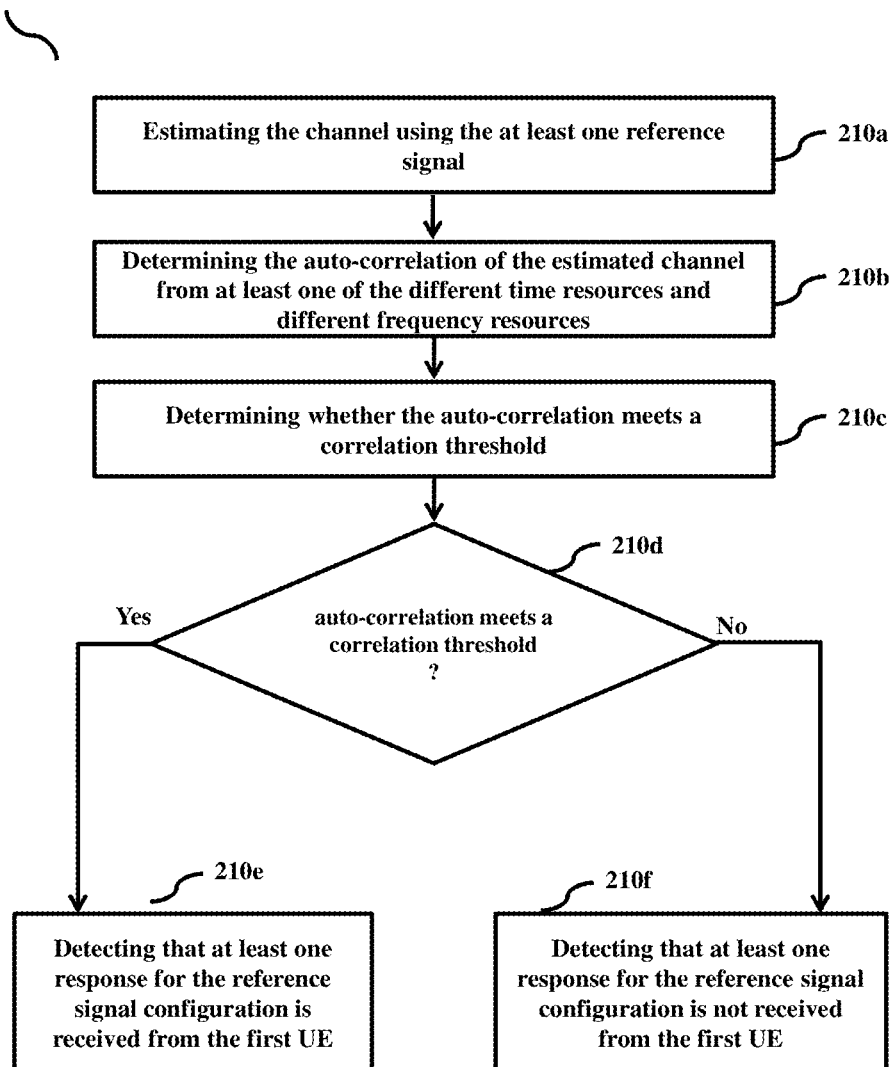 Estimating the channel using the at least one reference
signal
210a
Determining the auto-correlation of the estimated channel
from at least one of the different time resources and
different frequency resources
210b
Determining whether the auto-correlation meets a
correlation threshold
210c
210d
auto-correlation meets a
correlation threshold
?
Yes
No
210e
Detecting that at least one
response for the reference
signal configuration is
received from the first UE
210f
Detecting that at least one
response for the reference signal
configuration is not received
from the first UE